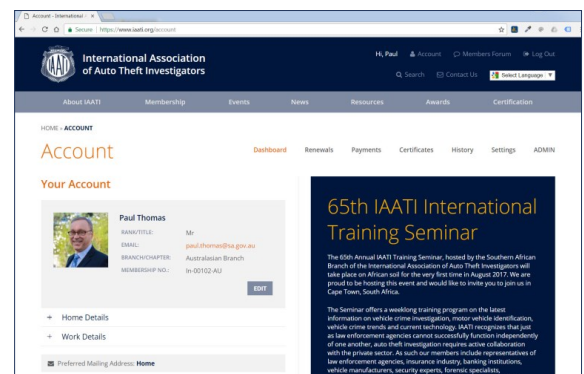 Account - International |
Secure https://www.iaati.org/account
International Association
of Auto Theft Investigators
Hi, Paul Account Members Forum Log Out
Search Contact Us Select Language
About IAATI Membership Events News Resources Awards Certification
HOME » ACCOUNT
Account
Dashboard Renewals Payments Certificates History Settings ADMIN
Your Account
Paul Thomas
RANK/TITLE: Mr
EMAIL: paul.thomas@sa.gov.au
BRANCH/CHAPTER: Australasian Branch
MEMBERSHIP NO.: In-00102-AU
EDIT
+ Home Details
+ Work Details
Preferred Mailing Address: Home
65th IAATI International
Training Seminar
The 65th Annual IAATI Training Seminar, hosted by the Southern African
Branch of the International Association of Auto Theft Investigators will
take place on African soil for the very first time in August 2017. We are
proud to be hosting this event and would like to invite you to join us in
Cape Town, South Africa.
The Seminar offers a weeklong training program on the latest
information on vehicle crime investigation, motor vehicle identification,
vehicle crime trends and current technology. IAATI recognizes that just
as law enforcement agencies cannot successfully function independently
of one another, auto theft investigation requires active collaboration
with the private sector. As such our members include representatives of
law enforcement agencies, insurance industry, banking institutions,
vehicle manufacturers, security experts, forensic specialists,